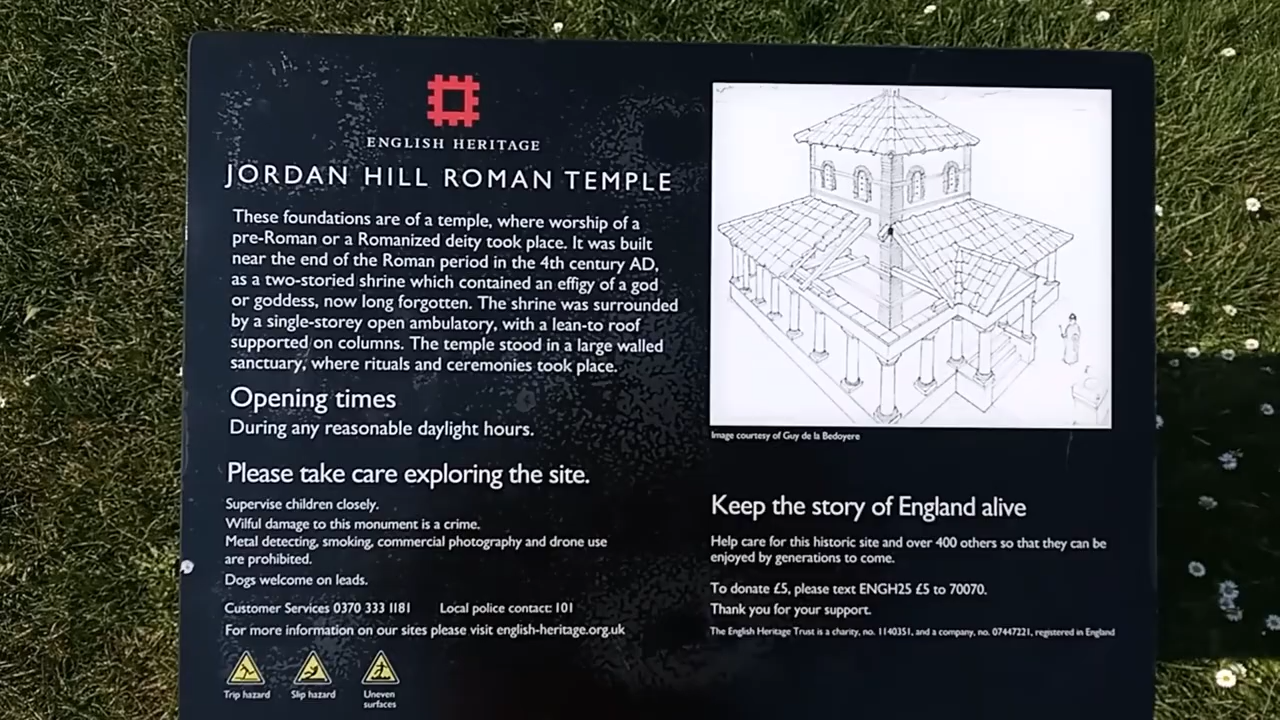 ENGLISH HERITAGE
JORDAN HILL ROMAN TEMPLE
These foundations are of a temple, where worship of a
pre-Roman or a Romanized deity took place. It was built
near the end of the Roman period in the 4th century AD,
as a two-storied shrine which contained an effigy of a god
or goddess, now long forgotten. The shrine was surrounded
by a single-storey open ambulatory, with a lean-to roof
supported on columns. The temple stood in a large walled
sanctuary, where rituals and ceremonies took place.
Opening times
During any reasonable daylight hours.
Please take care exploring the site.
Supervise children closely.
Wilful damage to this monument is a crime.
Metal detecting, smoking, commercial photography and drone use
are prohibited.
Dogs welcome on leads.
Customer Services 0370 333 1181 Local police contact: 101
For more information on our sites please visit english-heritage.org.uk
Trip hazard
Slip hazard
Uneven
surfaces
Image courtesy of Guy de la Bedoyere
Keep the story of England alive
Help care for this historic site and over 400 others so that they can be
enjoyed by generations to come.
To donate £5, please text ENGH25 £5 to 70070.
Thank you for your support.
The English Heritage Trust is a charity, no. 1140351, and a company, no. 07447221, registered in England